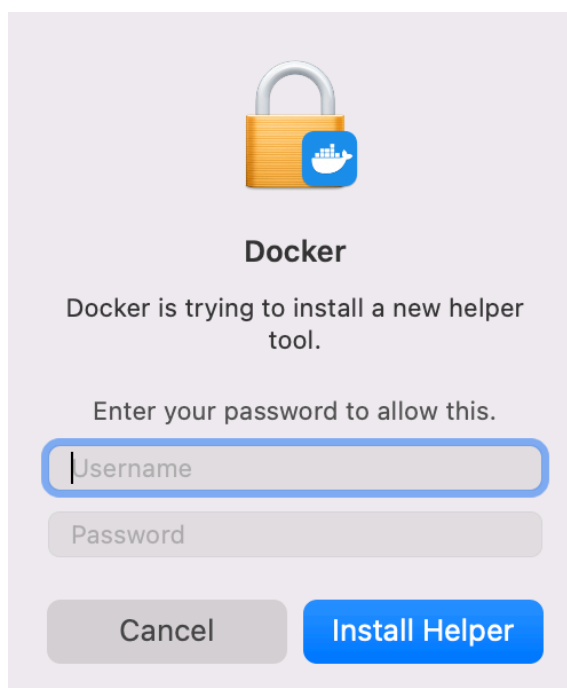 Docker
Docker is trying to install a new helper
tool.
Enter your password to allow this.
Username
Password
Cancel
Install Helper